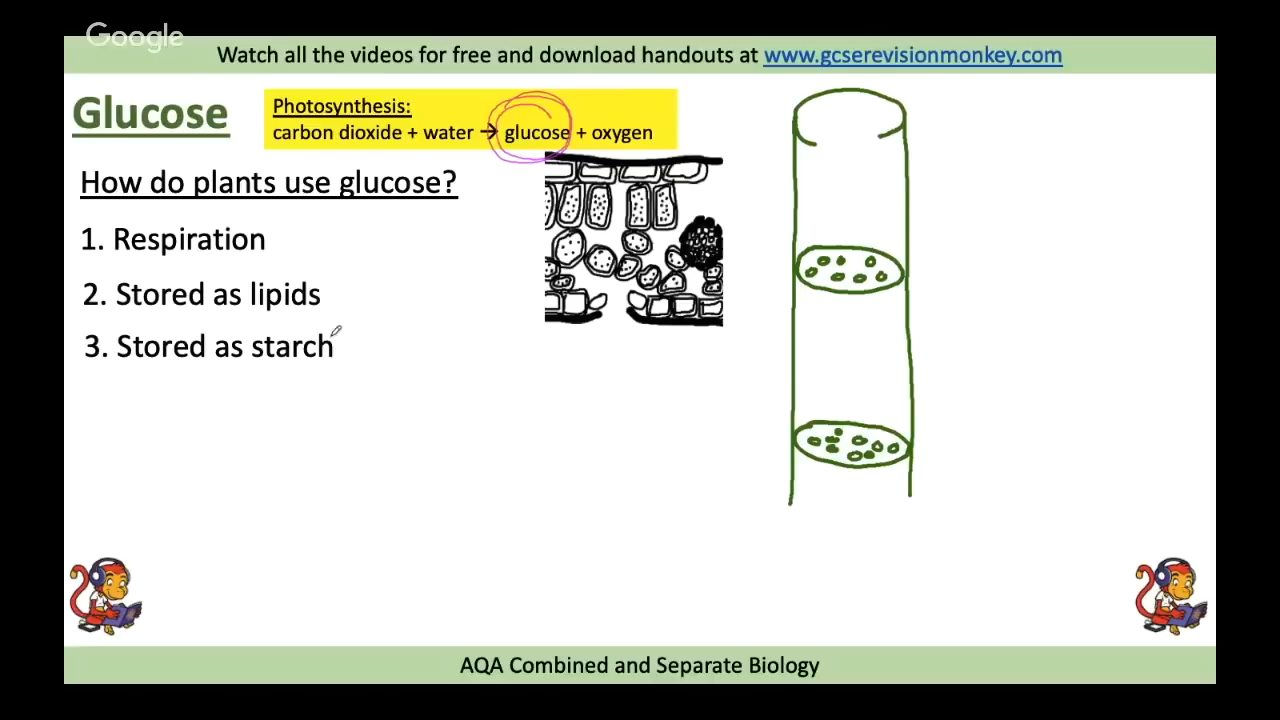 Google
Watch all the videos for free and download handouts at www.gcserevisionmonkey.com
Glucose
Photosynthesis:
carbon dioxide + water → glucose + oxygen
How do plants use glucose?
1. Respiration
2. Stored as lipids
3. Stored as starch
AQA Combined and Separate Biology